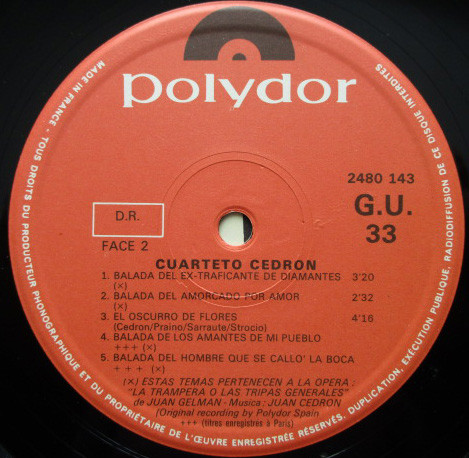 polydor
MADE IN FRANCE - TOUS DROITS DU PRODUCTEUR PHONOGRAPHIQUE ET DU PROPRIÉTAIRE DE L'ŒUVRE ENREGISTRÉE RÉSERVÉS, DUPLICATION, EXÉCUTION PUBLIQUE, RADIODIFFUSION DE CE DISQUE INTERDITES
2480 143
D.R.
G.U.
FACE 2
33
CUARTETO CEDRON
1. BALADA DEL EX-TRAFICANTE DE DIAMANTES 3'20
(×)
2. BALADA DEL AMORCADO POR AMOR 2'32
(×)
3. EL OSCURRO DE FLORES 4'16
(Cedron/Praino/Sarraute/Strocio)
4. BALADA DE LOS AMANTES DE MI PUEBLO
+++ (×)
5. BALADA DEL HOMBRE QUE SE CALLO' LA BOCA
+ + + (×)
(×) ESTAS TEMAS PERTENECEN A LA OPERA :
"LA TRAMPERA O LAS TRIPAS GENERALES"
de JUAN GELMAN - Musica : JUAN CEDRON
(Original recording by Polydor Spain
+++ (titres enregistrés à Paris)